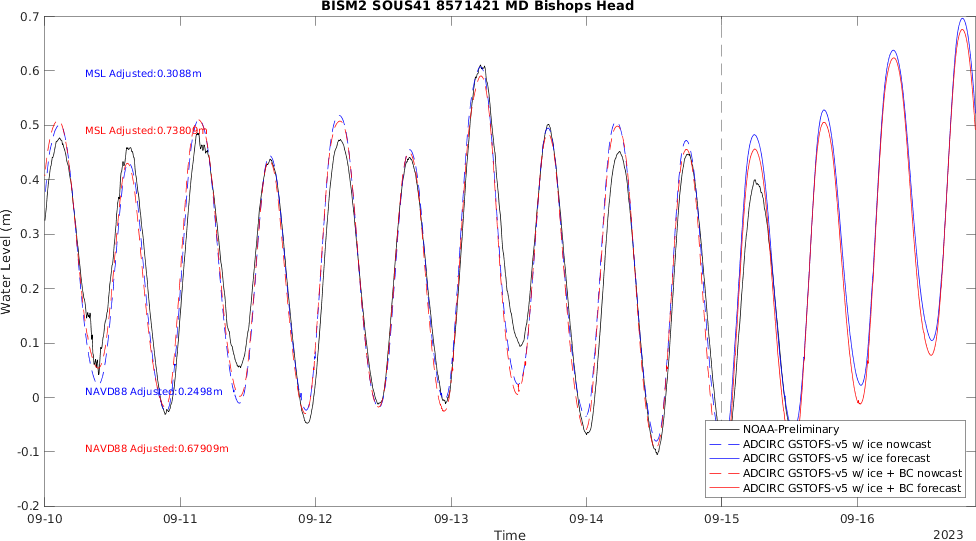 BISM2 SOUS41 8571421 MD Bishops Head
0.7
0.6
0.5
0.4
0.3
0.2
0.1
0
-0.1
-0.2
Water Level (m)
MSL Adjusted:0.3088m
MSL Adjusted:0.73809m
NAVD88 Adjusted:0.2498m
NAVD88 Adjusted:0.67909m
NOAA-Preliminary
ADCIRC GSTOFS-v5 w/ ice nowcast
ADCIRC GSTOFS-v5 w/ ice forecast
ADCIRC GSTOFS-v5 w/ ice + BC nowcast
ADCIRC GSTOFS-v5 w/ ice + BC forecast
09-10 09-11 09-12 09-13 09-14 09-15 09-16
Time
2023